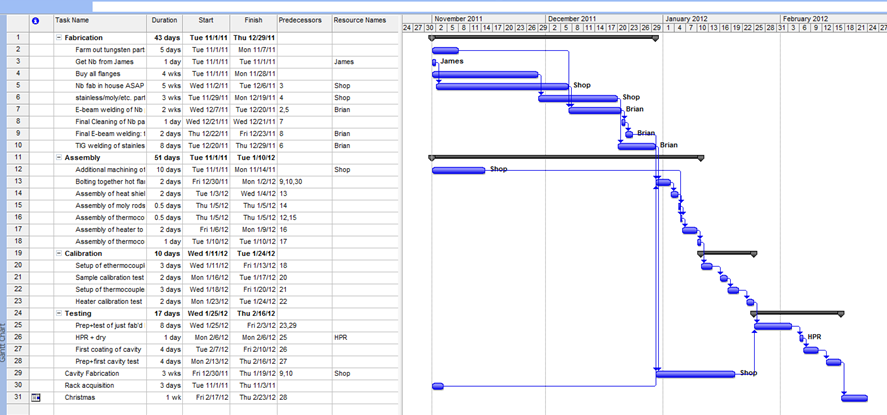 Task Name Duration Start Finish Predecessors Resource Names
November 2011 December 2011 January 2012 February 2012
24 27 30 2 5 8 11 14 17 20 23 26 29 2 5 8 11 14 17 20 23 26 29 1 4 7 10 13 16 19 22 25 28 31 3 6 9 12 15 18 21 24 27
1 Fabrication 43 days Tue 11/1/11 Thu 12/29/11
2 Farm out tungsten part 5 days Tue 11/1/11 Mon 11/7/11
3 Get Nb from James 1 day Tue 11/1/11 Tue 11/1/11 James James
4 Buy all flanges 4 wks Tue 11/1/11 Mon 11/28/11
5 Nb fab in house ASAP 5 wks Wed 11/2/11 Tue 12/6/11 3 Shop Shop
6 stainless/moly/etc. part 3 wks Tue 11/29/11 Mon 12/19/11 4 Shop Shop
7 E-beam welding of Nb 2 wks Wed 12/7/11 Tue 12/20/11 2,5 Brian Brian
8 Final Cleaning of Nb pa 1 day Wed 12/21/11 Wed 12/21/11 7
9 Final E-beam welding: 2 days Thu 12/22/11 Fri 12/23/11 8 Brian Brian
10 TIG welding of stainles 8 days Tue 12/20/11 Thu 12/29/11 6 Brian Brian
11 Assembly 51 days Tue 11/1/11 Tue 1/10/12
12 Additional machining of 10 days Tue 11/1/11 Mon 11/14/11 Shop Shop
13 Bolting together hot fla 2 days Fri 12/30/11 Mon 1/2/12 9,10,30
14 Assembly of heat shiel 2 days Tue 1/3/12 Wed 1/4/12 13
15 Assembly of moly rods 0.5 days Thu 1/5/12 Thu 1/5/12 14
16 Assembly of thermoco 0.5 days Thu 1/5/12 Thu 1/5/12 12,15
17 Assembly of heater to 2 days Fri 1/6/12 Mon 1/9/12 16
18 Assembly of thermoco 1 day Tue 1/10/12 Tue 1/10/12 17
19 Calibration 10 days Wed 1/11/12 Tue 1/24/12
20 Setup of ethermocoupl 3 days Wed 1/11/12 Fri 1/13/12 18
21 Sample calibration test 2 days Mon 1/16/12 Tue 1/17/12 20
22 Setup of thermocouple 3 days Wed 1/18/12 Fri 1/20/12 21
23 Heater calibration test 2 days Mon 1/23/12 Tue 1/24/12 22
24 Testing 17 days Wed 1/25/12 Thu 2/16/12
25 Prep+test of just fab'd 8 days Wed 1/25/12 Fri 2/3/12 23,29
26 HPR + dry 1 day Mon 2/6/12 Mon 2/6/12 25 HPR HPR
27 First coating of cavity 4 days Tue 2/7/12 Fri 2/10/12 26
28 Prep+first cavity test 4 days Mon 2/13/12 Thu 2/16/12 27
29 Cavity Fabrication 3 wks Fri 12/30/11 Thu 1/19/12 9,10 Shop Shop
30 Rack acquisition 3 days Tue 11/1/11 Thu 11/3/11
31 Christmas 1 wk Fri 2/17/12 Thu 2/23/12 28
Gantt Chart